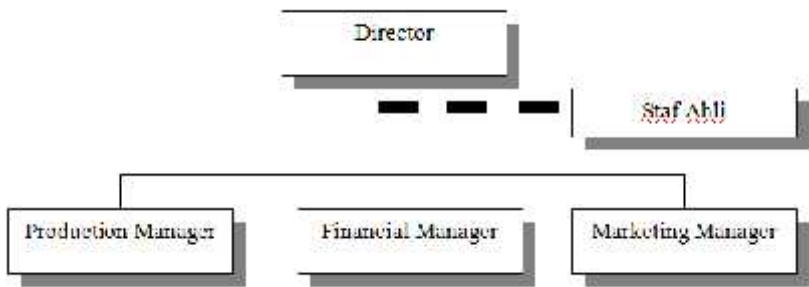 Director
Staf Ahli
Production Manager
Financial Manager
Marketing Manager